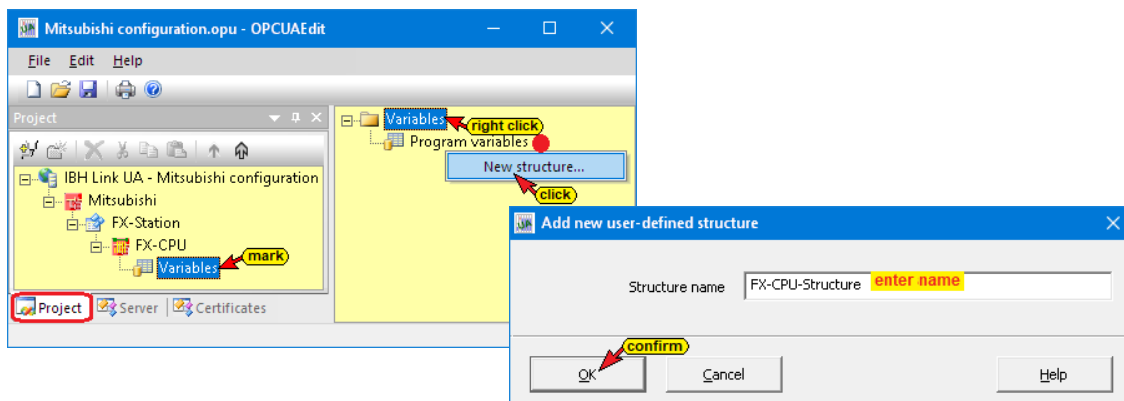 Mitsubishi configuration.opu - OPCUAEdit
File Edit Help
Project
Variables
right click
Program variables
New structure...
click
IBH Link UA - Mitsubishi configuration
Mitsubishi
FX-Station
FX-CPU
Variables
mark
Project Server Certificates
Add new user-defined structure
Structure name FX-CPU-Structure enter name
confirm
OK Cancel Help